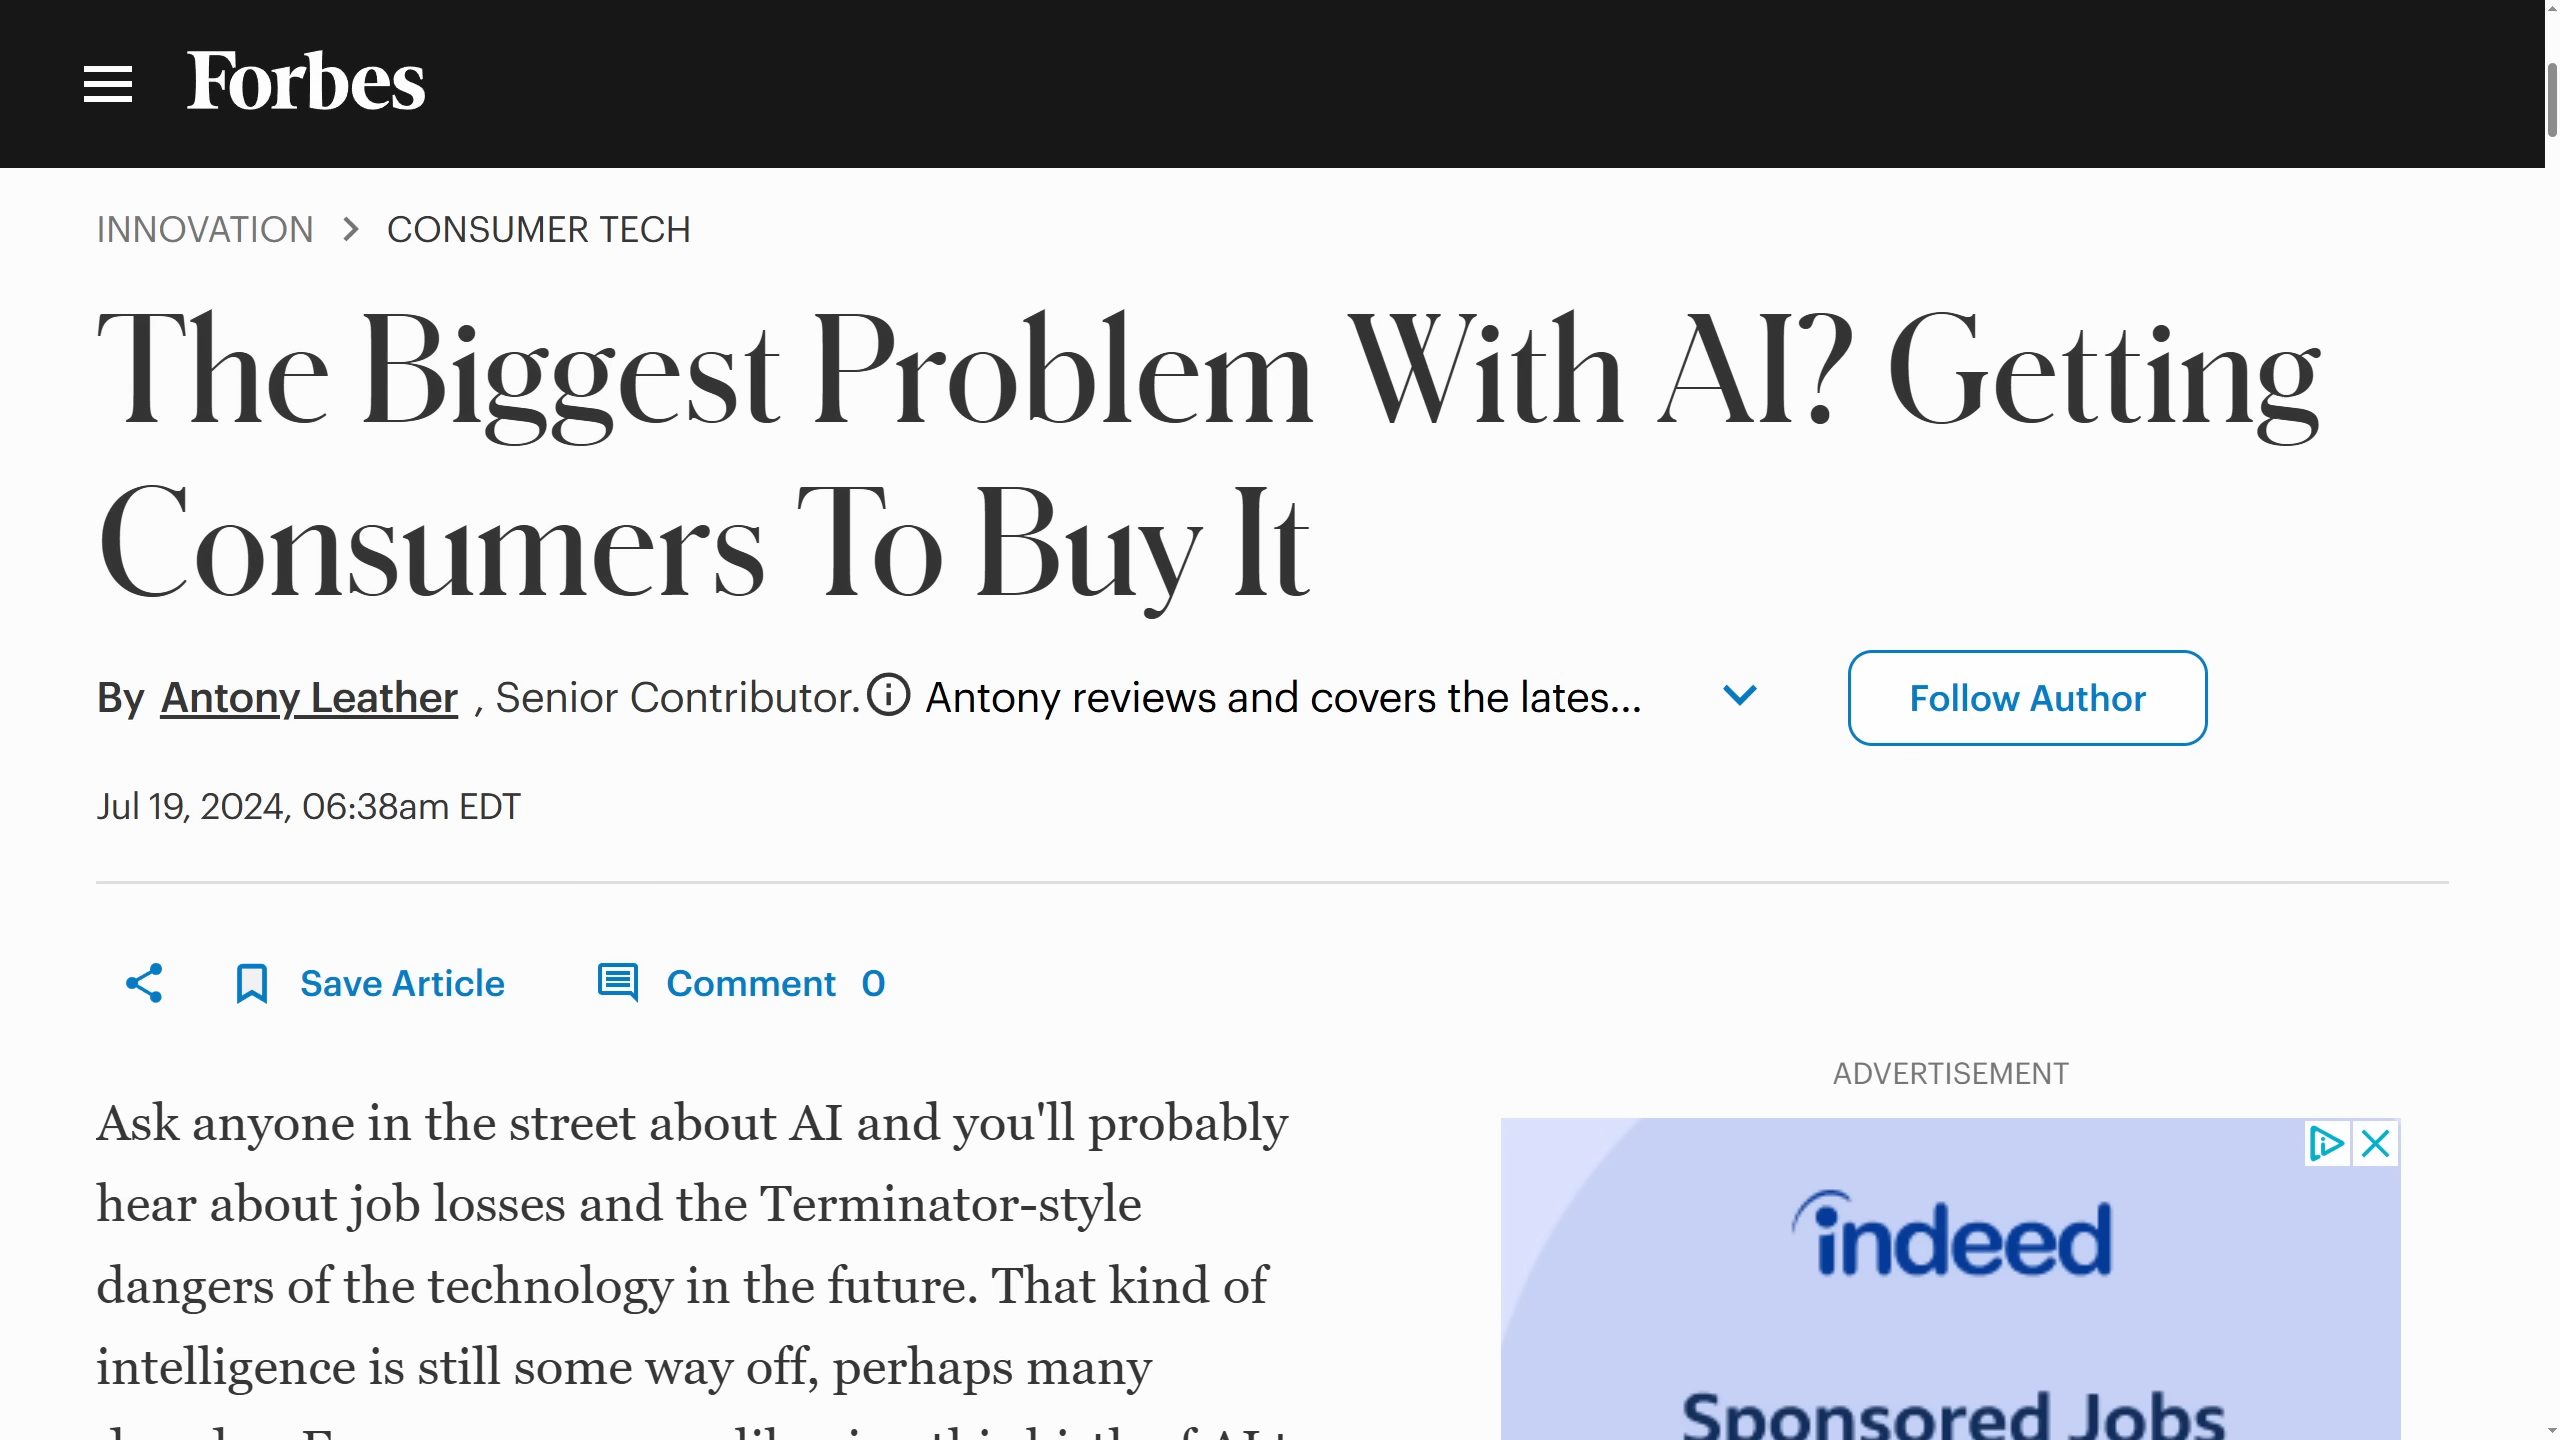 Forbes
INNOVATION > CONSUMER TECH
The Biggest Problem With AI? Getting
Consumers To Buy It
By Antony Leather , Senior Contributor. Antony reviews and covers the lates...
Follow Author
Jul 19, 2024, 06:38am EDT
Save Article
Comment 0
Ask anyone in the street about AI and you'll probably
hear about job losses and the Terminator-style
dangers of the technology in the future. That kind of
intelligence is still some way off, perhaps many
ADVERTISEMENT
indeed
Sponsored Jobs